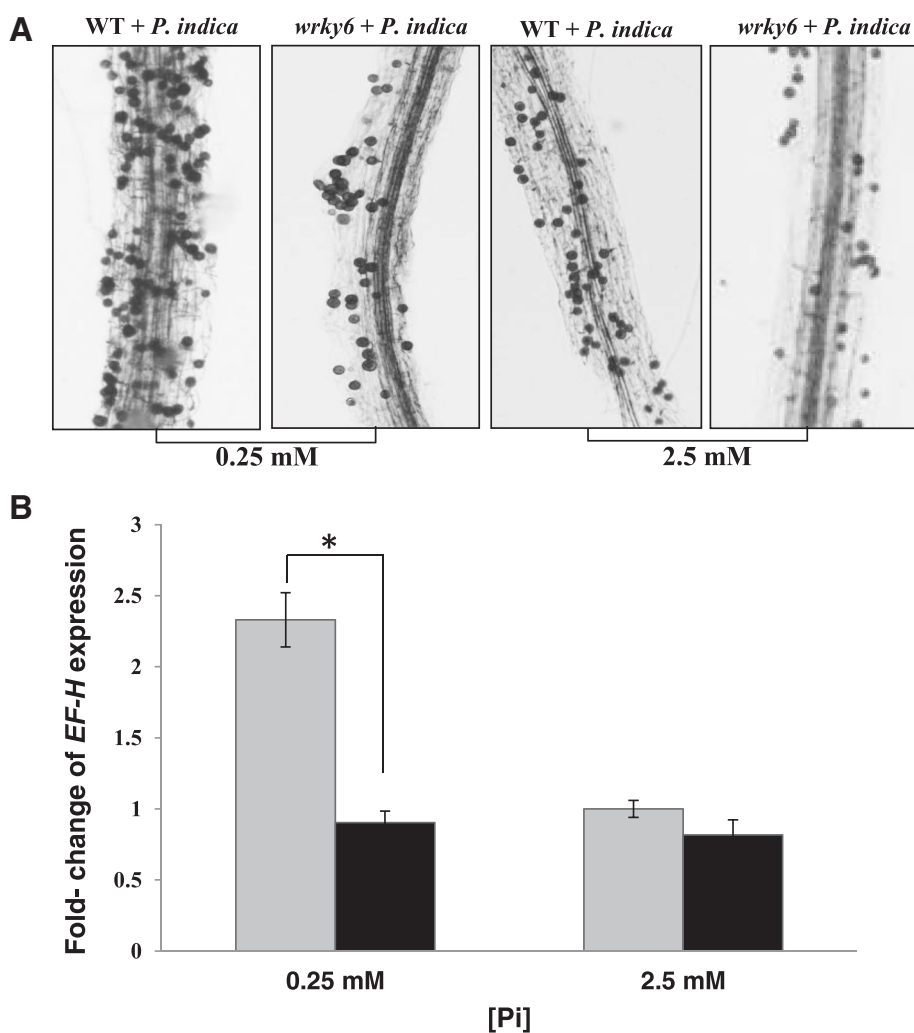 A
WT + P. indica
wrky6 + P. indica
WT + P. indica
wrky6 + P. indica
0.25 mM
2.5 mM
B
Fold- change of EF-H expression
3
2.5
2
1.5
1
0.5
0
*
0.25 mM
2.5 mM
[Pi]